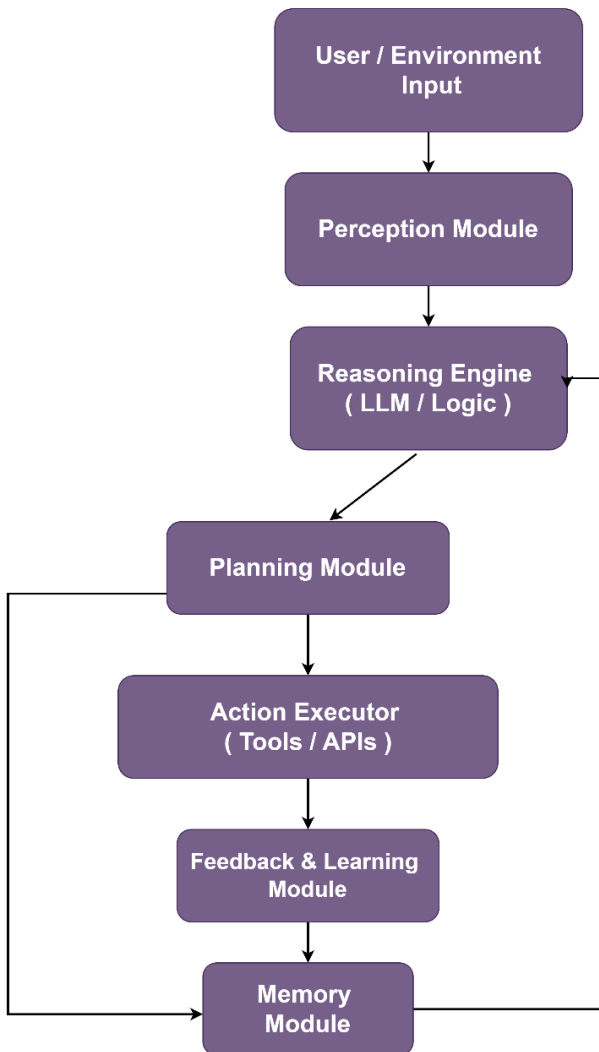 User / Environment
Input
Perception Module
Reasoning Engine
( LLM / Logic )
Planning Module
Action Executor
( Tools / APIs )
Feedback & Learning
Module
Memory
Module